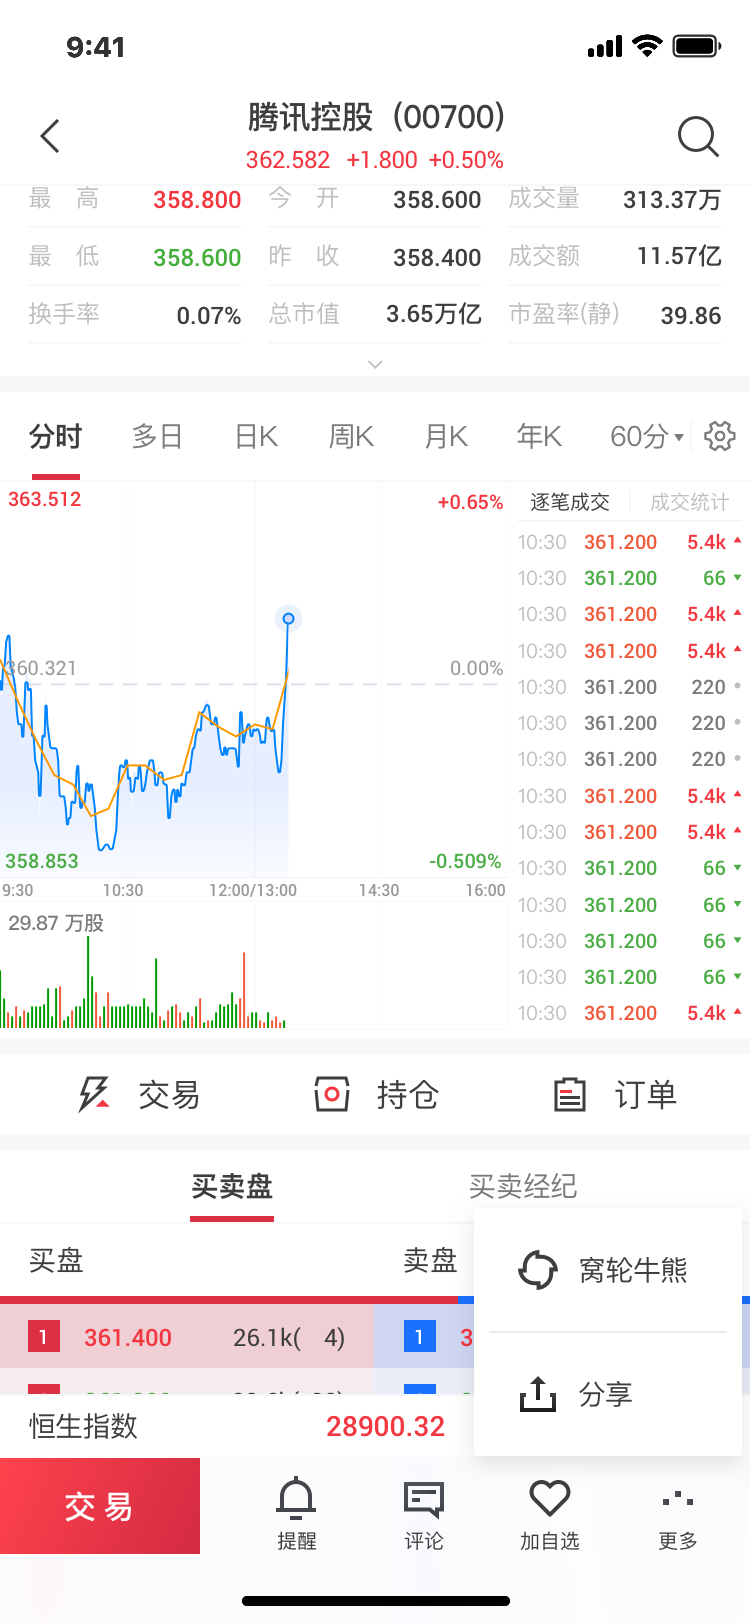 9:41
腾讯控股（00700)
362.582 +1.800 +0.50%
最 高 358.800 今 开 358.600 成交量 313.37万
最 低 358.600 昨 收 358.400 成交额 11.57亿
换手率 0.07% 总市值 3.65万亿 市盈率(静) 39.86
分时 多日 日K 周K 月K 年K 60分
363.512 +0.65% 逐笔成交 成交统计
10:30 361.200 5.4k
10:30 361.200 66
10:30 361.200 5.4k
10:30 361.200 5.4k
360.321 0.00%
10:30 361.200 220
10:30 361.200 220
10:30 361.200 220
10:30 361.200 5.4k
10:30 361.200 5.4k
358.853 -0.509%
10:30 361.200 66
9:30 10:30 12:00/13:00 14:30 16:00
10:30 361.200 66
29.87 万股
10:30 361.200 66
10:30 361.200 66
10:30 361.200 5.4k
交易 持仓 订单
买卖盘 买卖经纪
买盘 卖盘
窝轮牛熊
1 361.400 26.1k( 4) 1 3
分享
恒生指数 28900.32
交 易
提醒 评论 加自选 更多